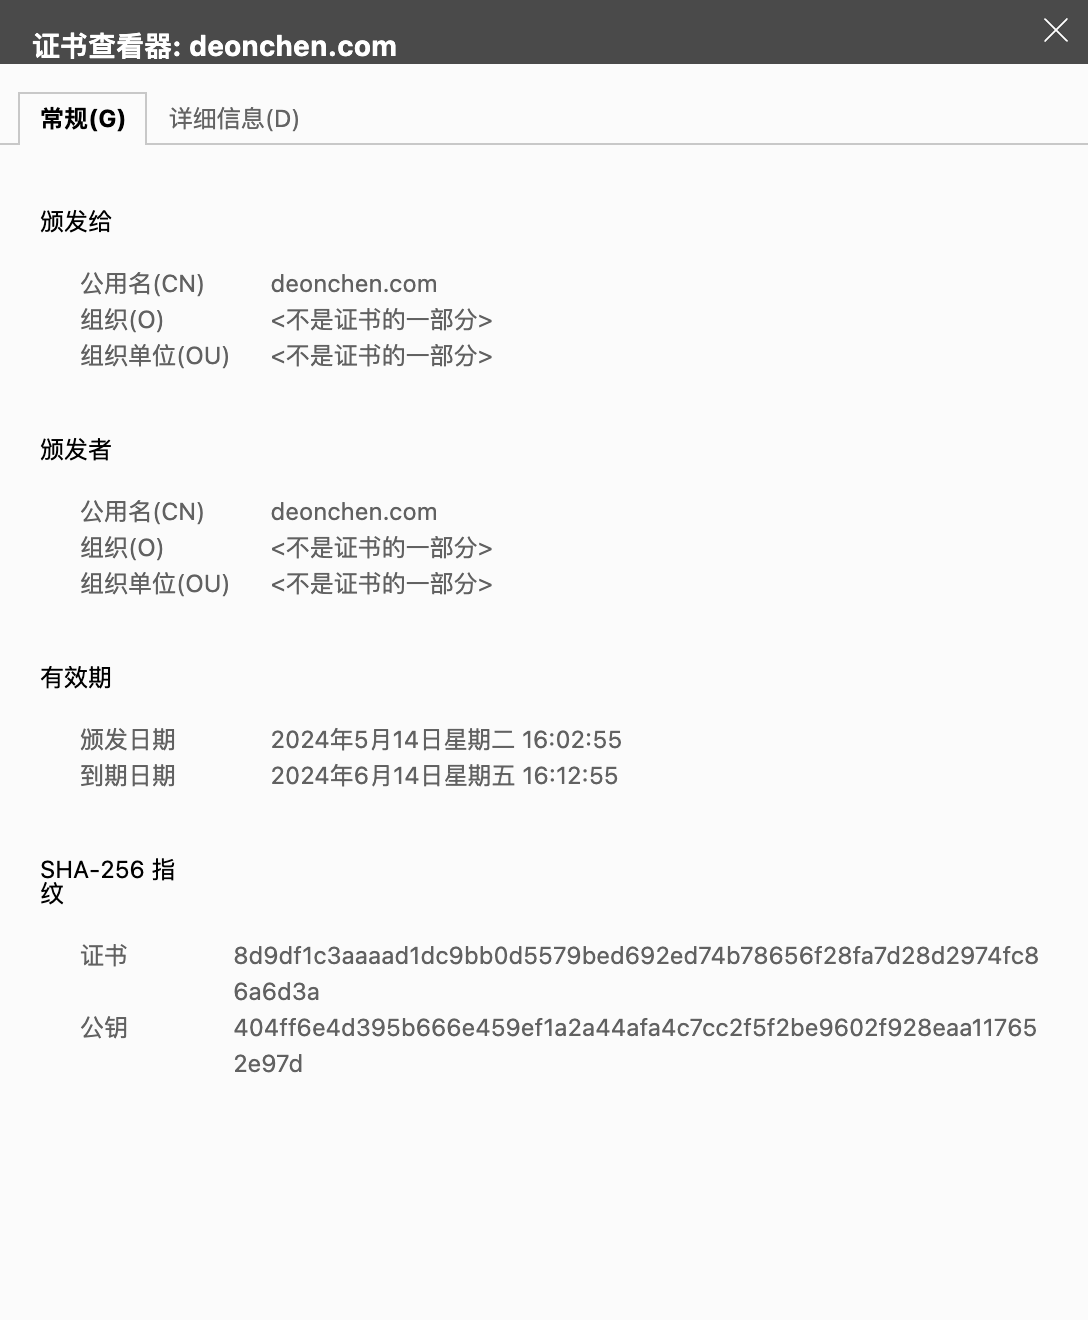 证书查看器: deonchen.com
常规(G) 详细信息(D)
颁发给
公用名(CN) deonchen.com
组织(O) <不是证书的一部分>
组织单位(OU) <不是证书的一部分>
颁发者
公用名(CN) deonchen.com
组织(O) <不是证书的一部分>
组织单位(OU) <不是证书的一部分>
有效期
颁发日期 2024年5月14日星期二 16:02:55
到期日期 2024年6月14日星期五 16:12:55
SHA-256 指
纹
证书 8d9df1c3aaaad1dc9bb0d5579bed692ed74b78656f28fa7d28d2974fc8
6a6d3a
公钥 404ff6e4d395b666e459ef1a2a44afa4c7cc2f5f2be9602f928eaa11765
2e97d